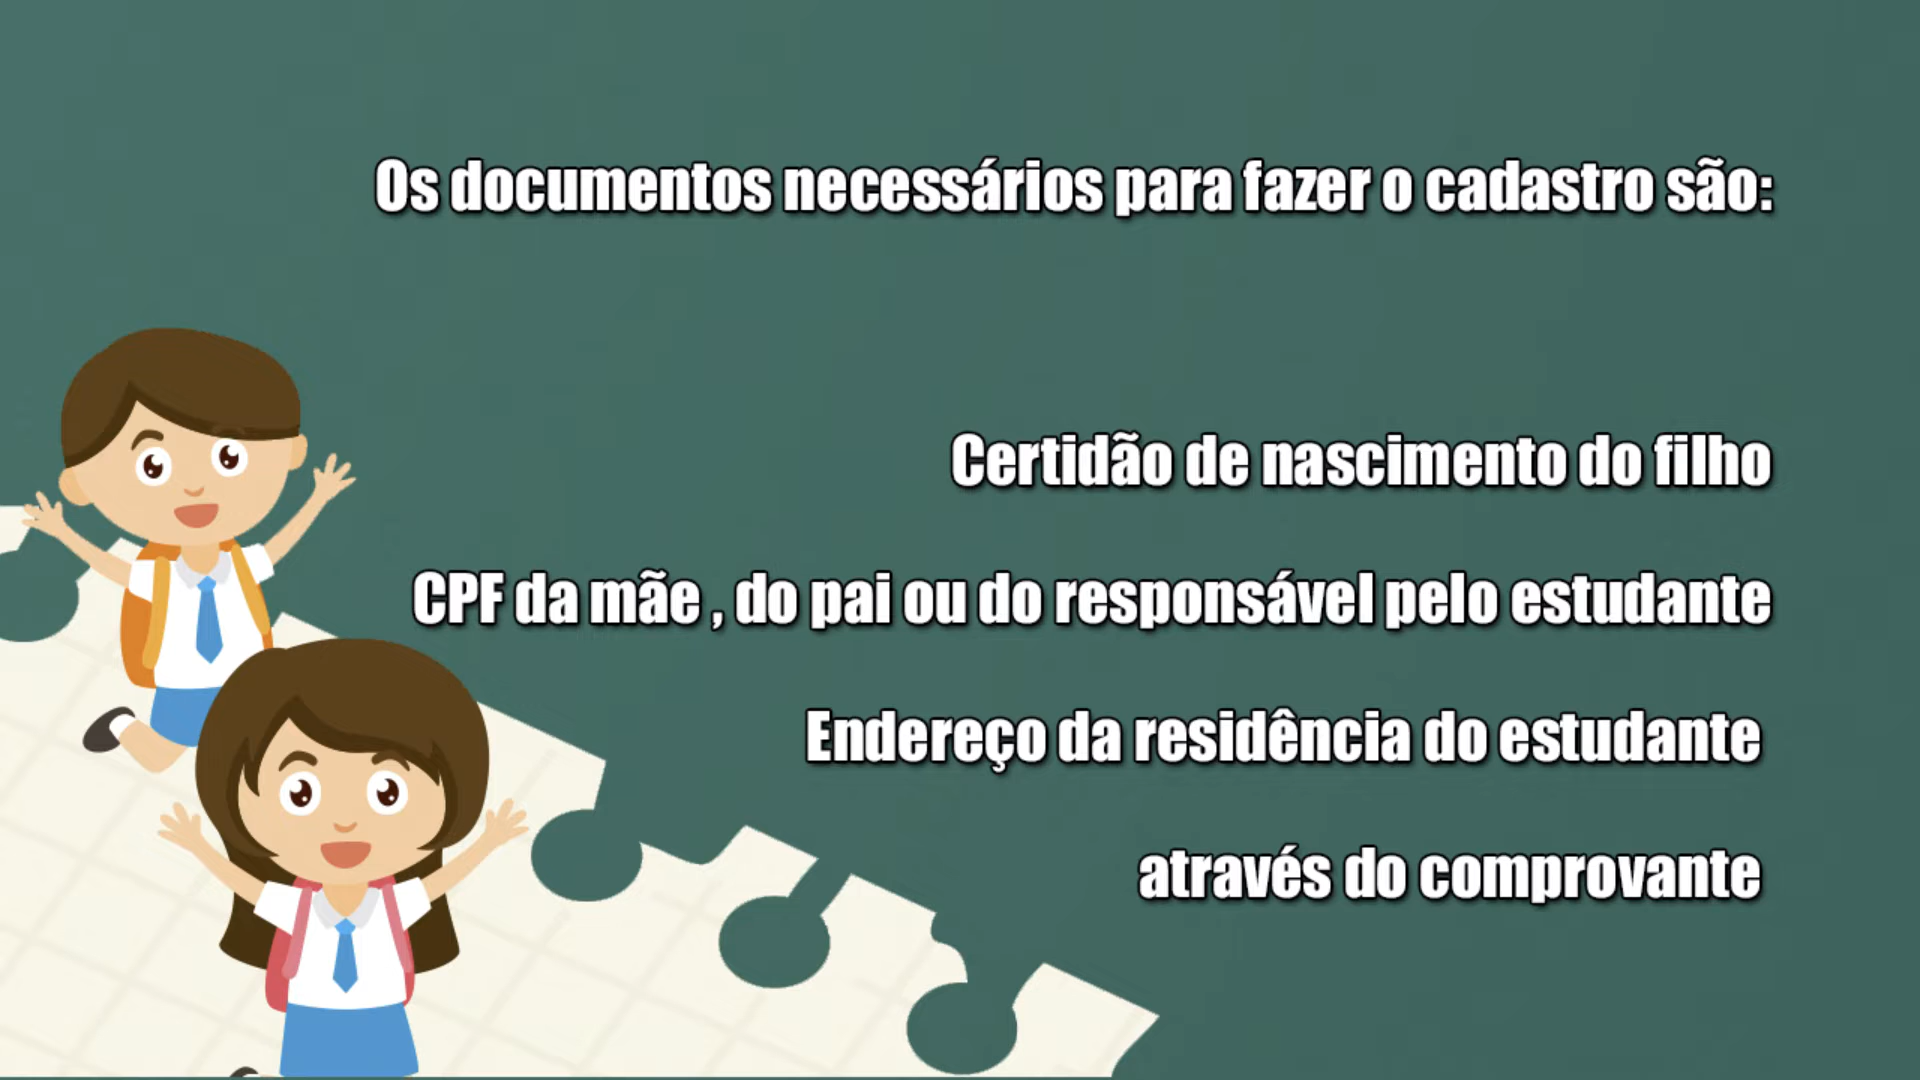 Os documentos necessários para fazer o cadastro são:
Certidão de nascimento do filho
CPF da mãe , do pai ou do responsável pelo estudante
Endereço da residência do estudante
através do comprovante